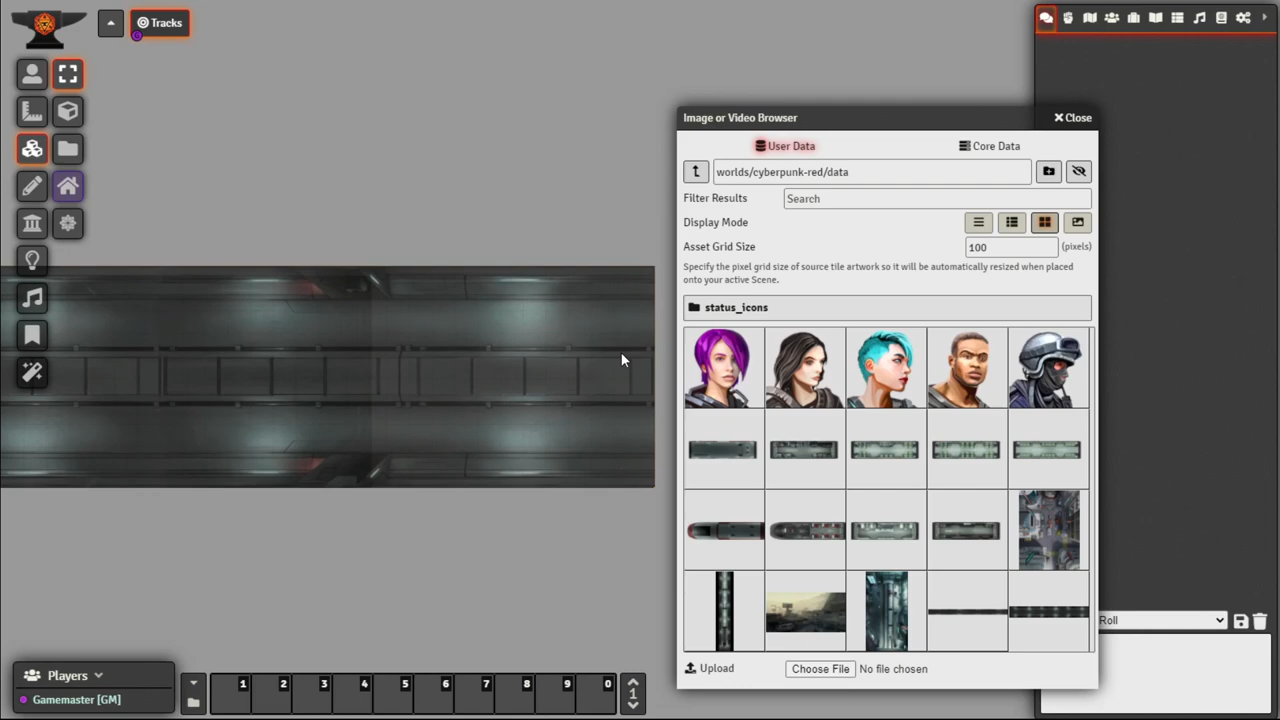 Tracks
G
Image or Video Browser
Close
User Data
Core Data
worlds/cyberpunk-red/data
Filter Results
Search
Display Mode
Asset Grid Size
100
(pixels)
Specify the pixel grid size of source tile artwork so it will be automatically resized when placed
onto your active Scene.
status_icons
Upload
Choose File
No file chosen
Roll
Players
Gamemaster [GM]
1
2
3
4
5
6
7
8
9
0
1